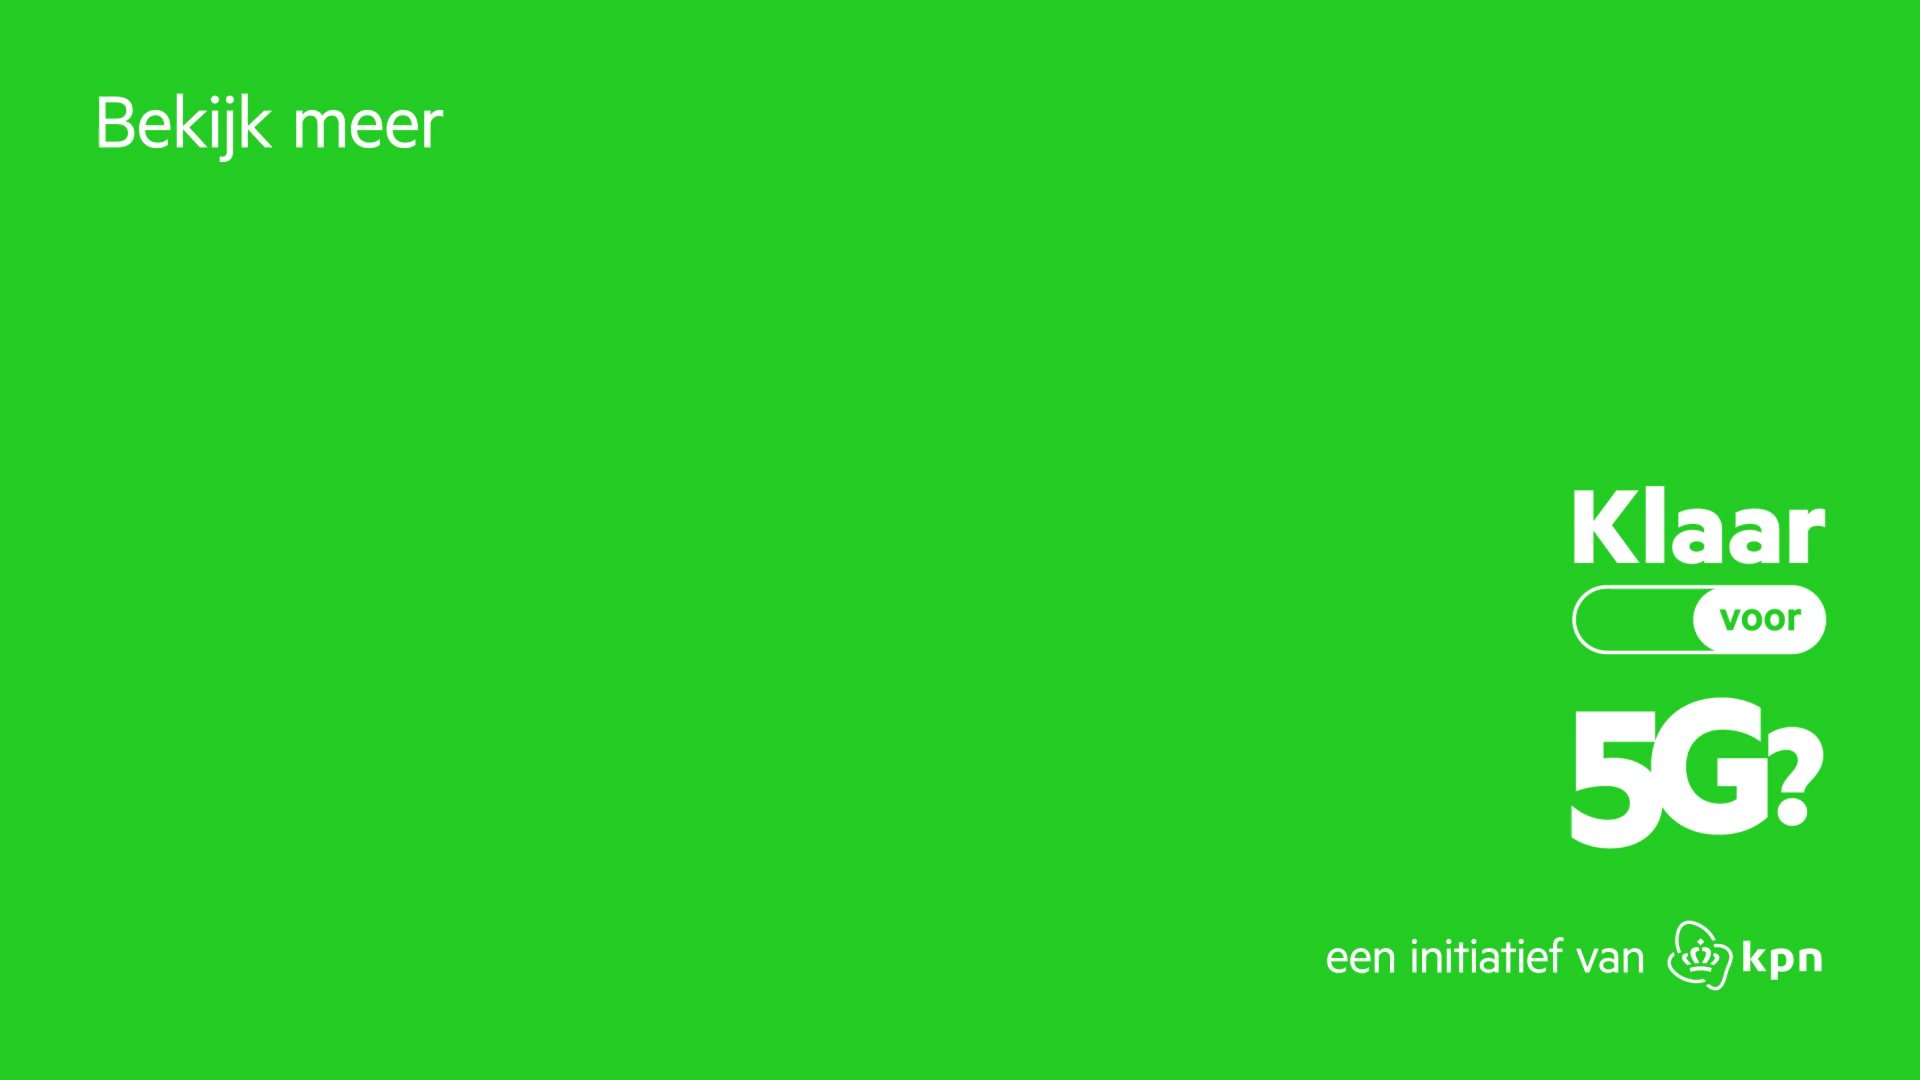 Bekijk meer
Klaar
voor
5G?
een initiatief van kpn